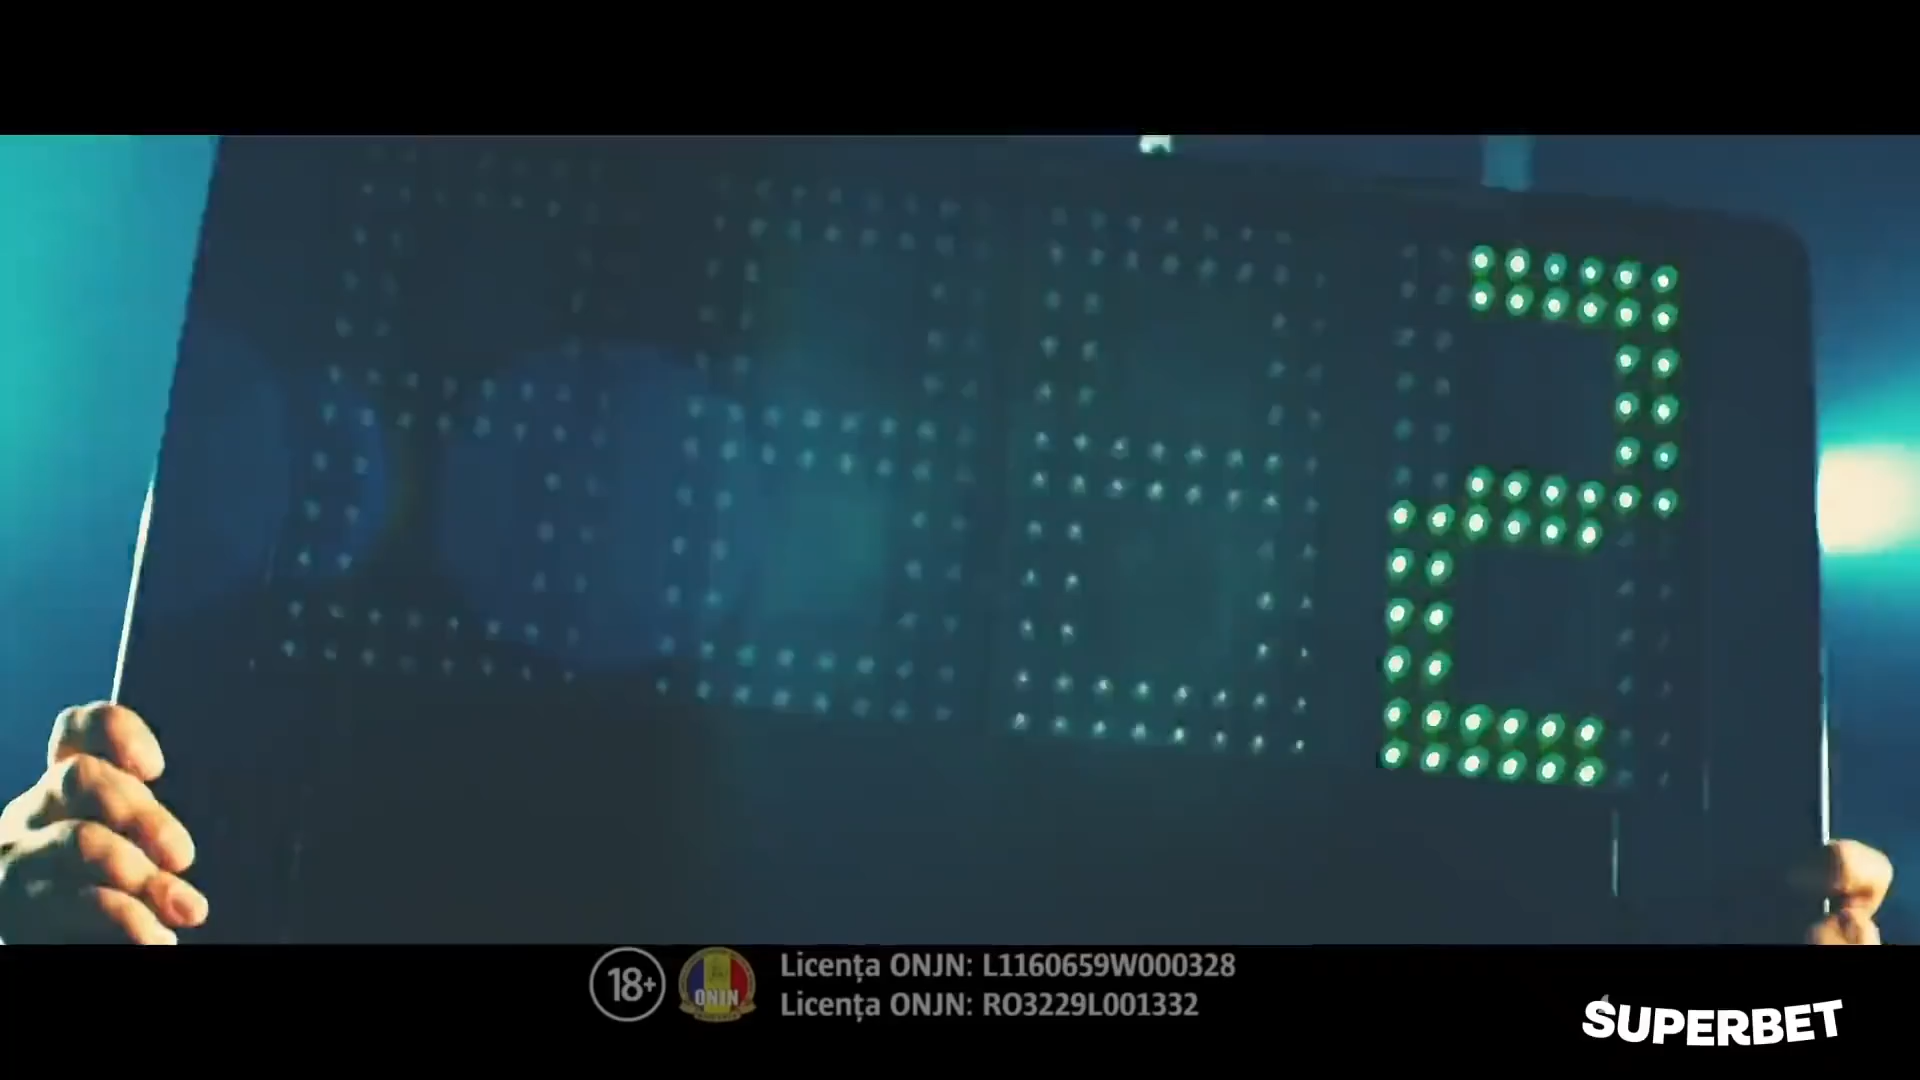 2
18+
ONJN
Licența ONJN: L1160659W000328
Licența ONJN: RO3229L001332
SUPERBET